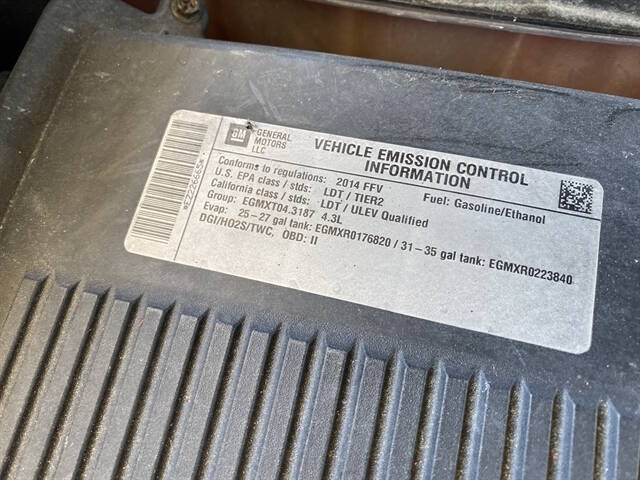 GM
GENERAL
MOTORS
LLC
VEHICLE EMISSION CONTROL
INFORMATION
Conforms to regulations: 2014 FFV Fuel: Gasoline/Ethanol
U.S. EPA class / stds: LDT / TIER2
California class / stds: LDT / ULEV Qualified
Group: EGMXT04.3187 4.3L
Evap: 25-27 gal tank: EGMXR0176820 / 31-35 gal tank: EGMXR0223840
DGI/HO2S/TWC, OBD: II